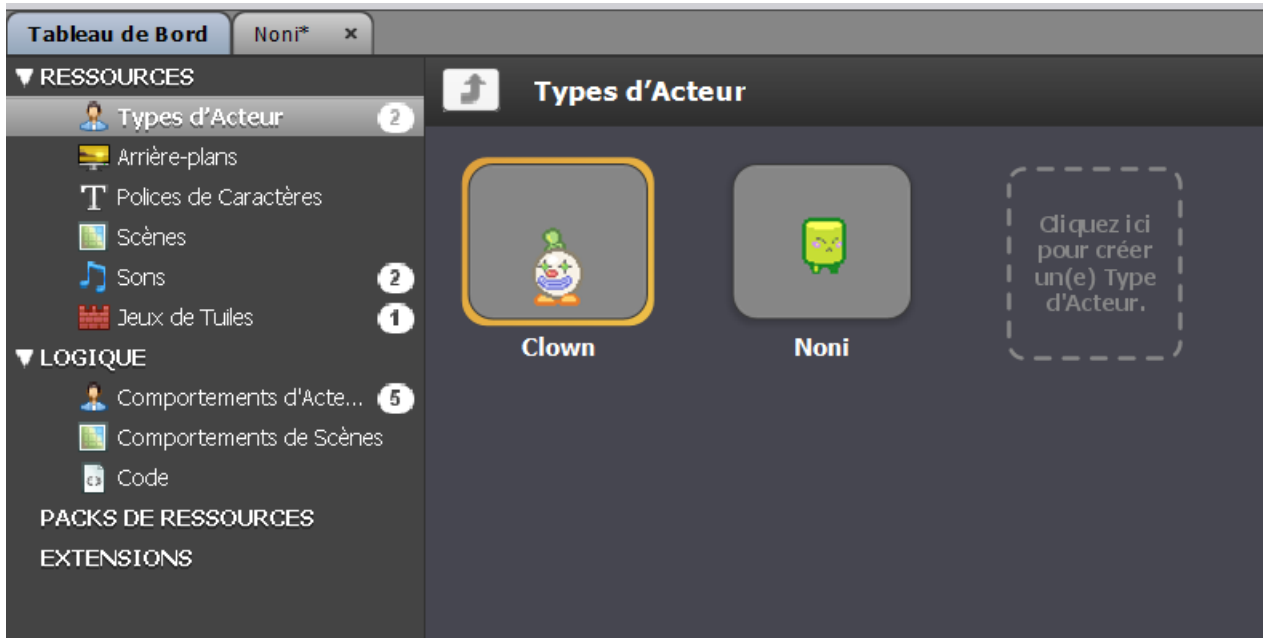 Tableau de Bord
Noni*
×
RESSOURCES
Types d'Acteur
2
Arrière-plans
Polices de Caractères
Scènes
Sons
2
Jeux de Tuiles
1
LOGIQUE
Comportements d'Acte...
5
Comportements de Scènes
Code
PACKS DE RESSOURCES
EXTENSIONS
Types d'Acteur
Clown
Noni
Cliquez ici
pour créer
un(e) Type
d'Acteur.